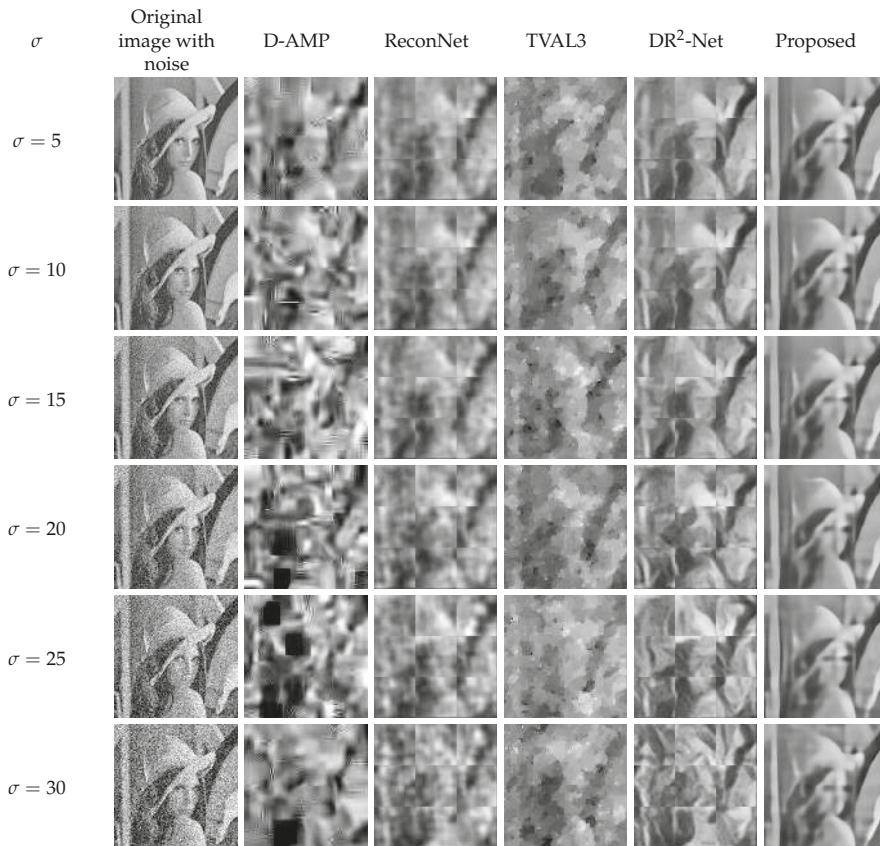 σ
Original
image with
noise
D-AMP
ReconNet
TVAL3
DR²-Net
Proposed
σ = 5
σ = 10
σ = 15
σ = 20
σ = 25
σ = 30